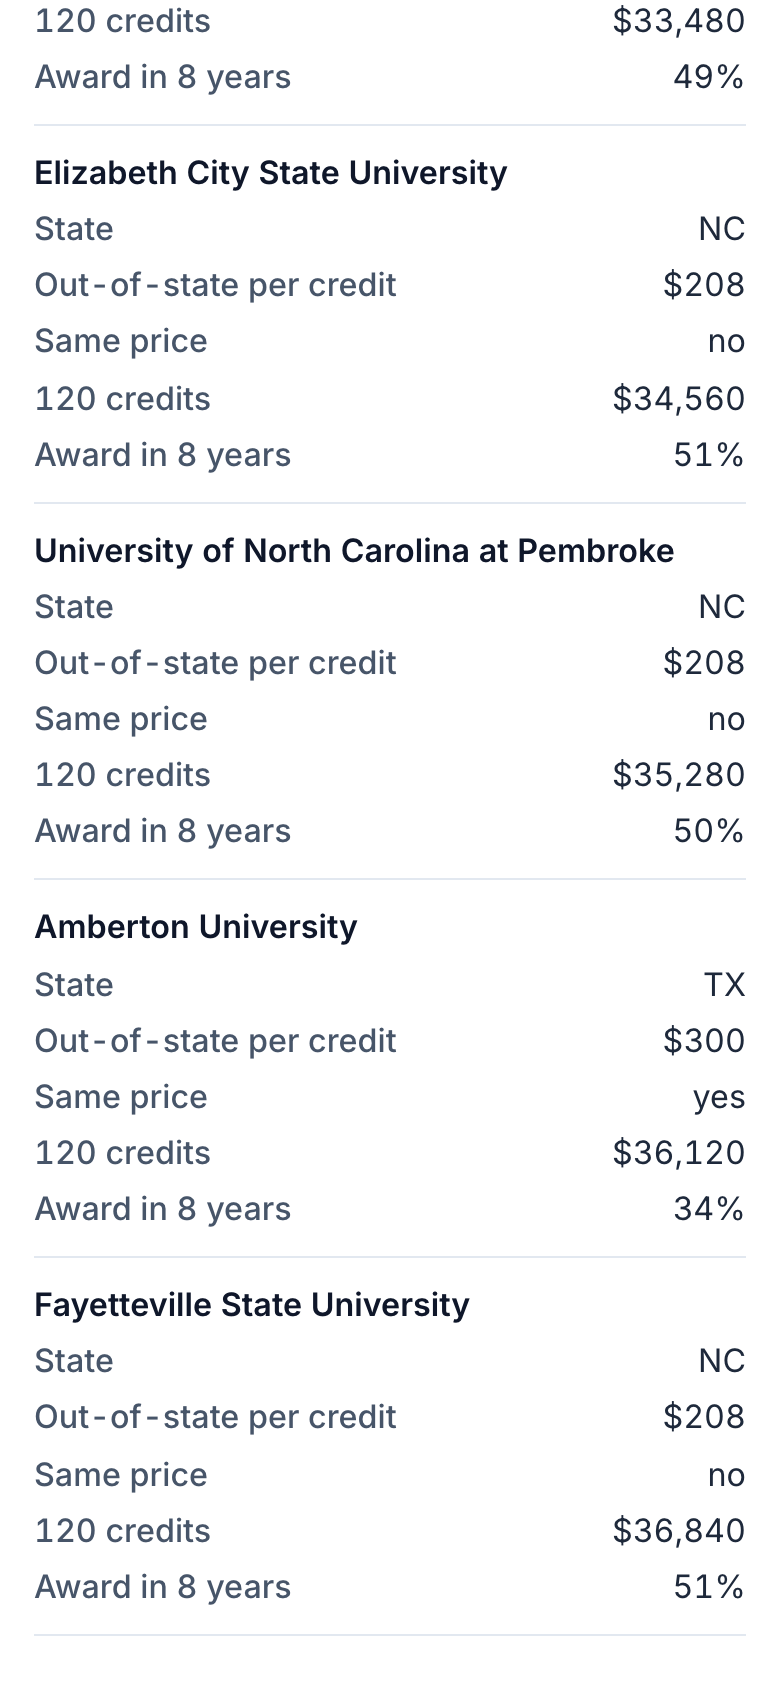 120 credits $33,480
Award in 8 years 49%
Elizabeth City State University
State NC
Out-of-state per credit $208
Same price no
120 credits $34,560
Award in 8 years 51%
University of North Carolina at Pembroke
State NC
Out-of-state per credit $208
Same price no
120 credits $35,280
Award in 8 years 50%
Amberton University
State TX
Out-of-state per credit $300
Same price yes
120 credits $36,120
Award in 8 years 34%
Fayetteville State University
State NC
Out-of-state per credit $208
Same price no
120 credits $36,840
Award in 8 years 51%